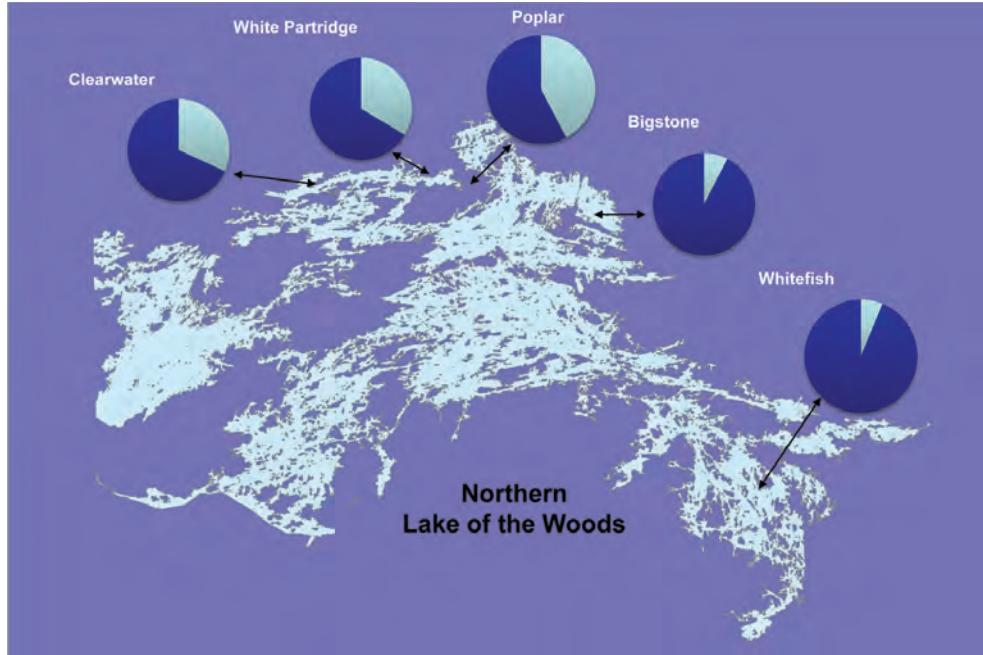 Poplar
White Partridge
Clearwater
Bigstone
Whitefish
Northern
Lake of the Woods